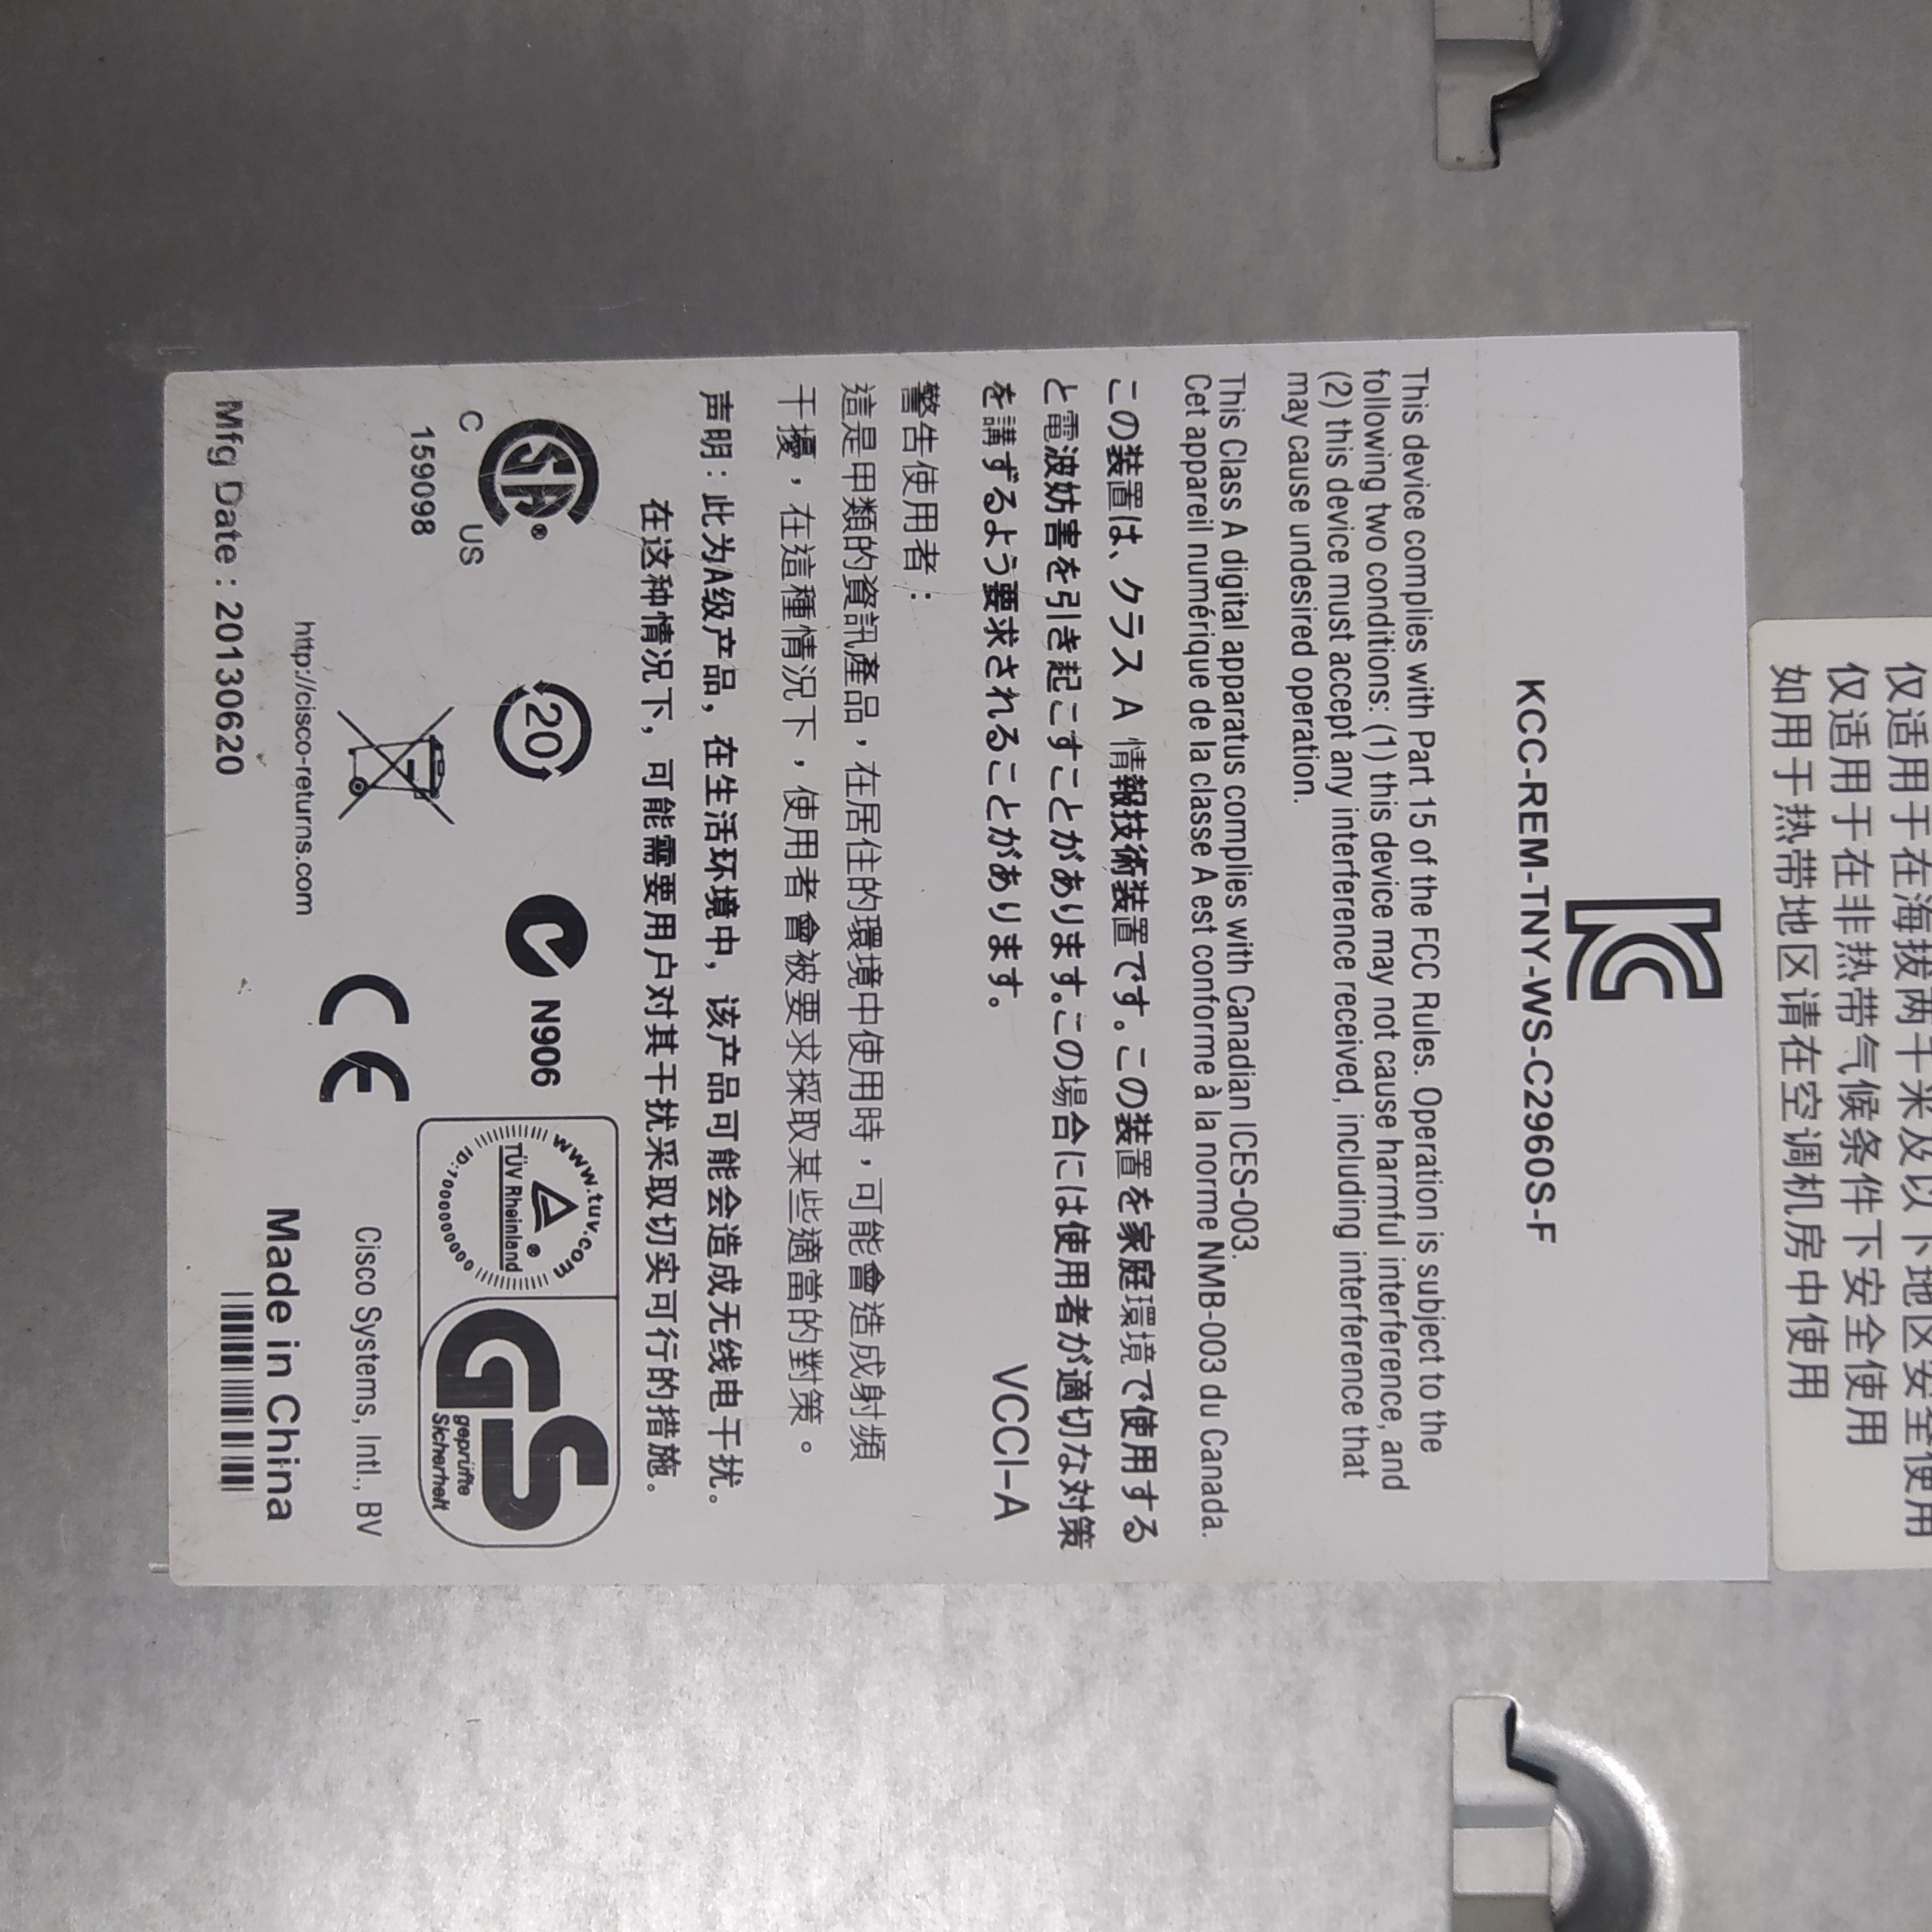 仅适用于在海拔两千米及以下地区安全使用
仅适用于在非热带气候条件下安全使用
如用于热带地区请在空调机房中使用
KC
KCC-REM-TNY-WS-C2960S-F
This device complies with Part 15 of the FCC Rules. Operation is subject to the
following two conditions: (1) this device may not cause harmful interference, and
(2) this device must accept any interference received, including interference that
may cause undesired operation.
This Class A digital apparatus complies with Canadian ICES-003.
Cet appareil numérique de la classe A est conforme à la norme NMB-003 du Canada.
この装置は、クラス A 情報技術装置です。この装置を家庭環境で使用する
と電波妨害を引き起こすことがあります。この場合には使用者が適切な対策
を講ずるよう要求されることがあります。 VCCI-A
警告使用者：
這是甲類的資訊產品，在居住的環境中使用時，可能會造成射頻
干擾，在這種情況下，使用者會被要求採取某些適當的對策。
声明：此为A级产品，在生活环境中，该产品可能会造成无线电干扰。
在这种情况下，可能需要用户对其干扰采取切实可行的措施。
SA®
C US
159098
20
N906
www.tuv.com
®
TÜV Rheinland
ID:1000000000
GS
geprüfte
Sicherheit
http://cisco-returns.com
CE
Cisco Systems, Intl., BV
Mfg Date : 20130620
Made in China